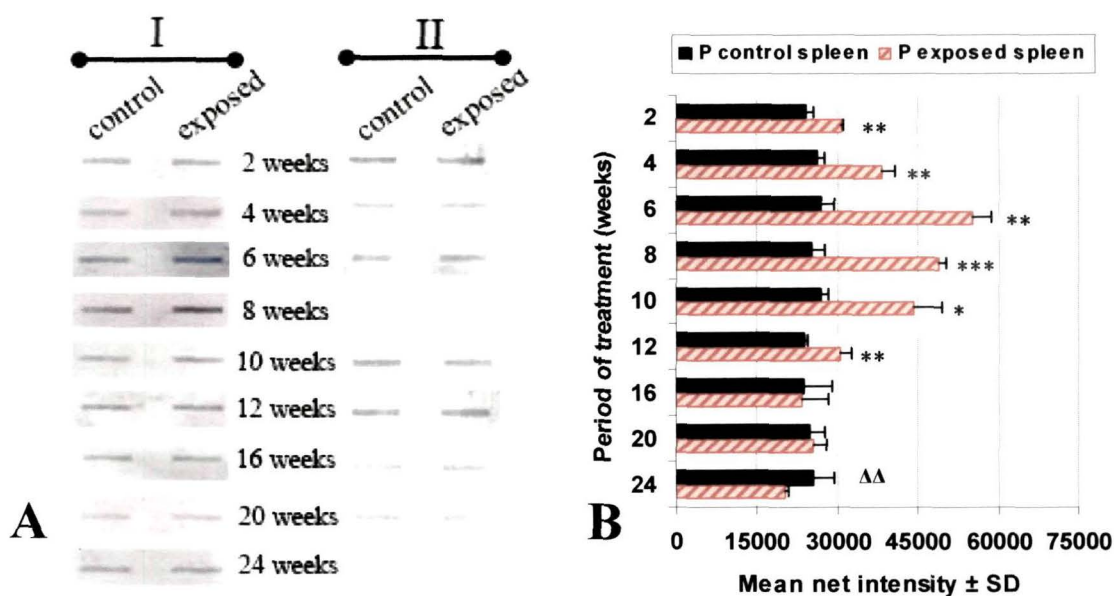 I II
control exposed control exposed
2 weeks
4 weeks
6 weeks
8 weeks
10 weeks
12 weeks
16 weeks
20 weeks
24 weeks
A
P control spleen P exposed spleen
Period of treatment (weeks)
2 **
4 **
6 **
8 ***
10 *
12 **
16
20
24 ΔΔ
0 15000 30000 45000 60000 75000
B
Mean net intensity ± SD